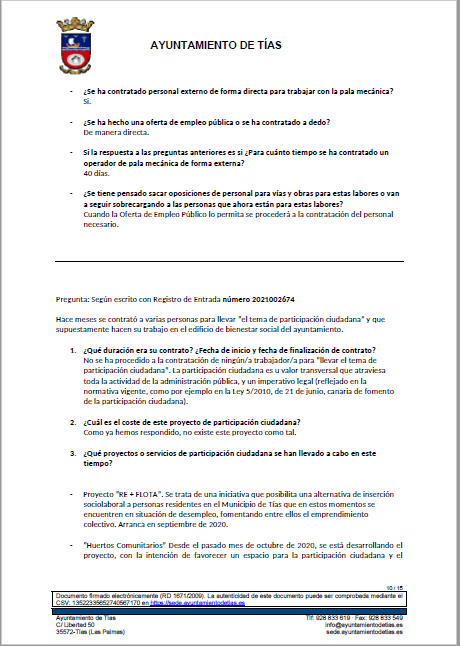 AYUNTAMIENTO DE TÍAS
- ¿Se ha contratado personal externo de forma directa para trabajar con la pala mecánica?
Si.
- ¿Se ha hecho una oferta de empleo pública o se ha contratado a dedo?
De manera directa.
- Si la respuesta a las preguntas anteriores es si ¿Para cuánto tiempo se ha contratado un
operador de pala mecánica de forma externa?
40 días.
- ¿Se tiene pensado sacar oposiciones de personal para vías y obras para estas labores o van
a seguir sobrecargando a las personas que ahora están para estas labores?
Cuando la Oferta de Empleo Público lo permita se procederá a la contratación del personal
necesario.
Pregunta: Según escrito con Registro de Entrada número 2021002674
Hace meses se contrató a varias personas para llevar "el tema de participación ciudadana" y que
supuestamente hacen su trabajo en el edificio de bienestar social del ayuntamiento.
1. ¿Qué duración era su contrato? ¿Fecha de inicio y fecha de finalización de contrato?
No se ha procedido a la contratación de ningún/a trabajador/a para "llevar el tema de
participación ciudadana". La participación ciudadana es u valor transversal que atraviesa
toda la actividad de la administración pública, y un imperativo legal (reflejado en la
normativa vigente, como por ejemplo en la Ley 5/2010, de 21 de junio, canaria de fomento
de la participación ciudadana).
2. ¿Cuál es el coste de este proyecto de participación ciudadana?
Como ya hemos respondido, no existe este proyecto como tal.
3. ¿Qué proyectos o servicios de participación ciudadana se han llevado a cabo en este
tiempo?
- Proyecto "RE + FLOTA". Se trata de una iniciativa que posibilita una alternativa de inserción
sociolaboral a personas residentes en el Municipio de Tías que en estos momentos se
encuentren en situación de desempleo, fomentando entre ellos el emprendimiento
colectivo. Arranca en septiembre de 2020.
- "Huertos Comunitarios" Desde el pasado mes de octubre de 2020, se está desarrollando el
proyecto, con la intención de favorecer un espacio para la participación ciudadana y el
10 / 15
Documento firmado electrónicamente (RD 1671/2009). La autenticidad de este documento puede ser comprobada mediante el
CSV: 13522335652740567170 en https://sede.ayuntamientodetias.es
Ayuntamiento de Tías Tlf: 928 833 619 · Fax: 928 833 549
C/ Libertad 50 info@ayuntamientodetias.es
35572-Tías (Las Palmas) sede.ayuntamientodetias.es